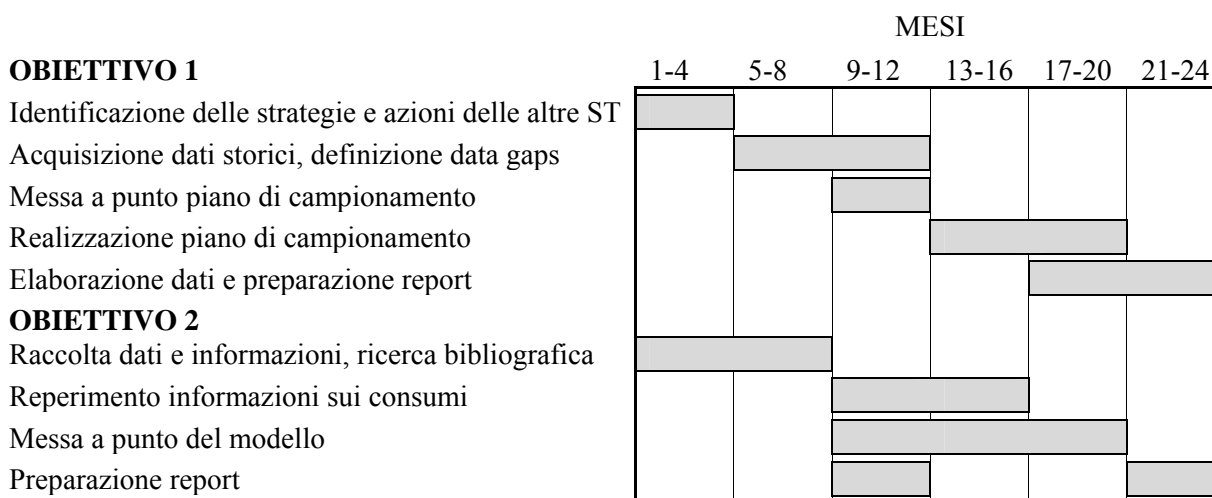 MESI
OBIETTIVO 1 1-4 5-8 9-12 13-16 17-20 21-24
Identificazione delle strategie e azioni delle altre ST
Acquisizione dati storici, definizione data gaps
Messa a punto piano di campionamento
Realizzazione piano di campionamento
Elaborazione dati e preparazione report
OBIETTIVO 2
Raccolta dati e informazioni, ricerca bibliografica
Reperimento informazioni sui consumi
Messa a punto del modello
Preparazione report